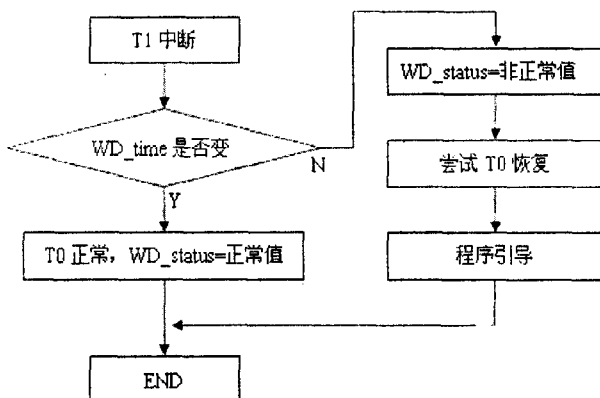 T1 中断
WD_time 是否变
N
Y
T0 正常，WD_status=正常值
END
WD_status=非正常值
尝试 T0 恢复
程序引导